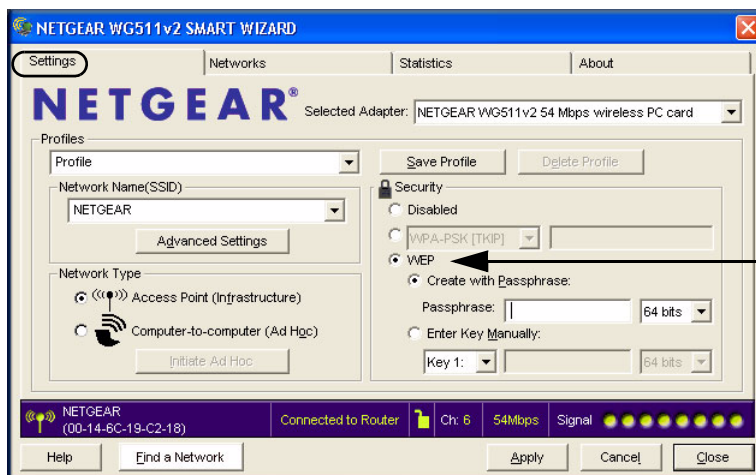 NETGEAR WG511v2 SMART WIZARD
Settings Networks Statistics About
NETGEAR® Selected Adapter: NETGEAR WG511v2 54 Mbps wireless PC card
Profiles
Profile Save Profile Delete Profile
Network Name(SSID) Security
NETGEAR Disabled
Advanced Settings WPA-PSK [TKIP]
WEP
Network Type Create with Passphrase:
Access Point (Infrastructure) Passphrase: 64 bits
Computer-to-computer (Ad Hoc) Enter Key Manually:
Initiate Ad Hoc Key 1: 64 bits
NETGEAR
(00-14-6C-19-C2-18) Connected to Router Ch: 6 54Mbps Signal
Help Find a Network Apply Cancel Close